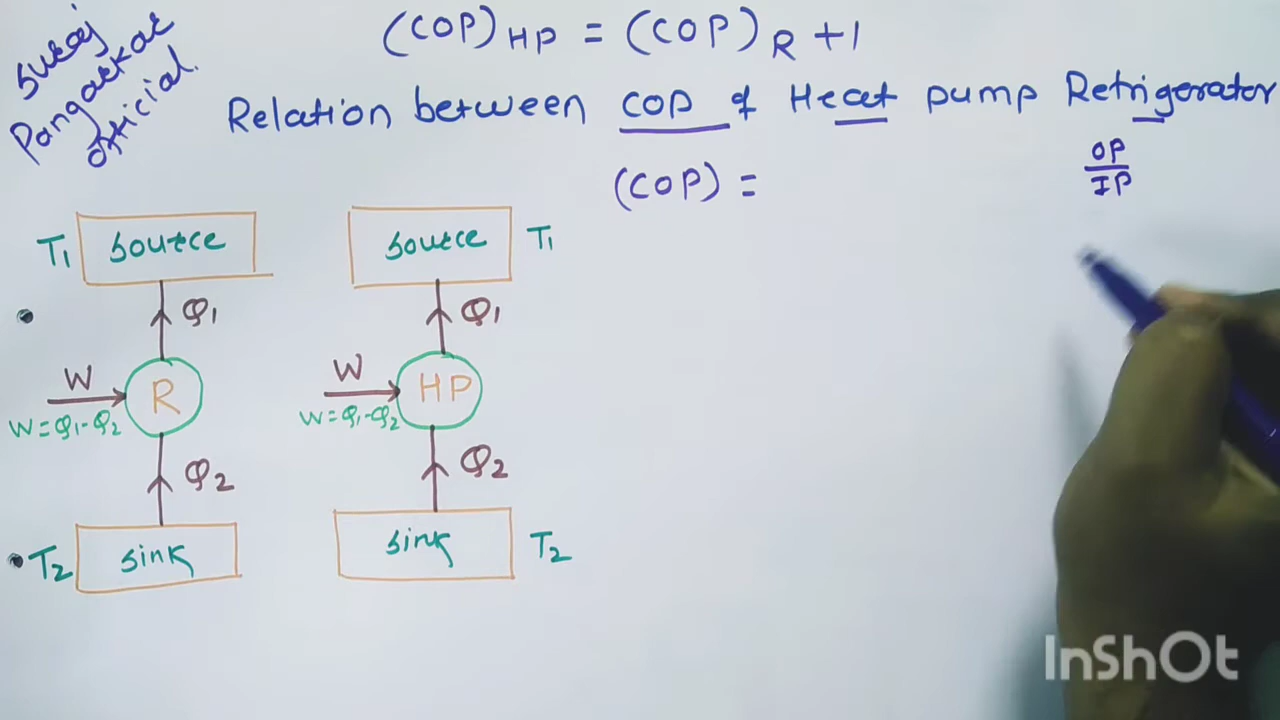 Suraj
Pangarkar
official.
(COP)HP = (COP)R +1
Relation between COP of Heat pump Refrigerator
(COP) =
OP
IP
T1 source
source T1
Q1
Q1
W
W
R
HP
W=Q1-Q2
W=Q1-Q2
Q2
Q2
T2 sink
sink T2
InShOt